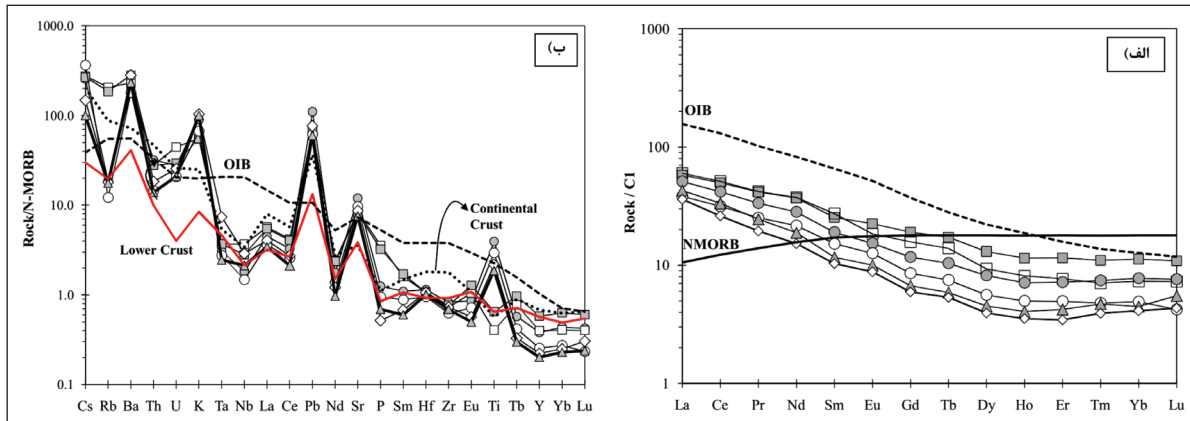 ب)
1000.0
100.0
10.0
1.0
0.1
Rock/N-MORB
OIB
Lower Crust
Continental
Crust
Cs Rb Ba Th U K Ta Nb La Ce Pb Nd Sr P Sm Hf Zr Eu Ti Tb Y Yb Lu
الف)
1000
100
10
1
Rock / C1
OIB
NMORB
La Ce Pr Nd Sm Eu Gd Tb Dy Ho Er Tm Yb Lu